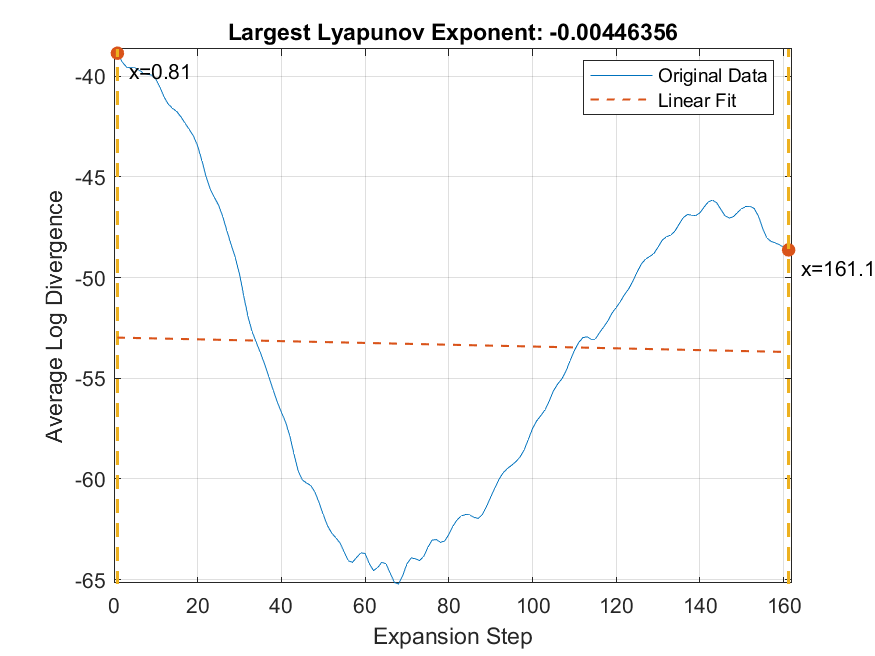 Largest Lyapunov Exponent: -0.00446356
-40
-45
-50
-55
-60
-65
Average Log Divergence
x=0.81
Original Data
Linear Fit
x=161.1
0 20 40 60 80 100 120 140 160
Expansion Step